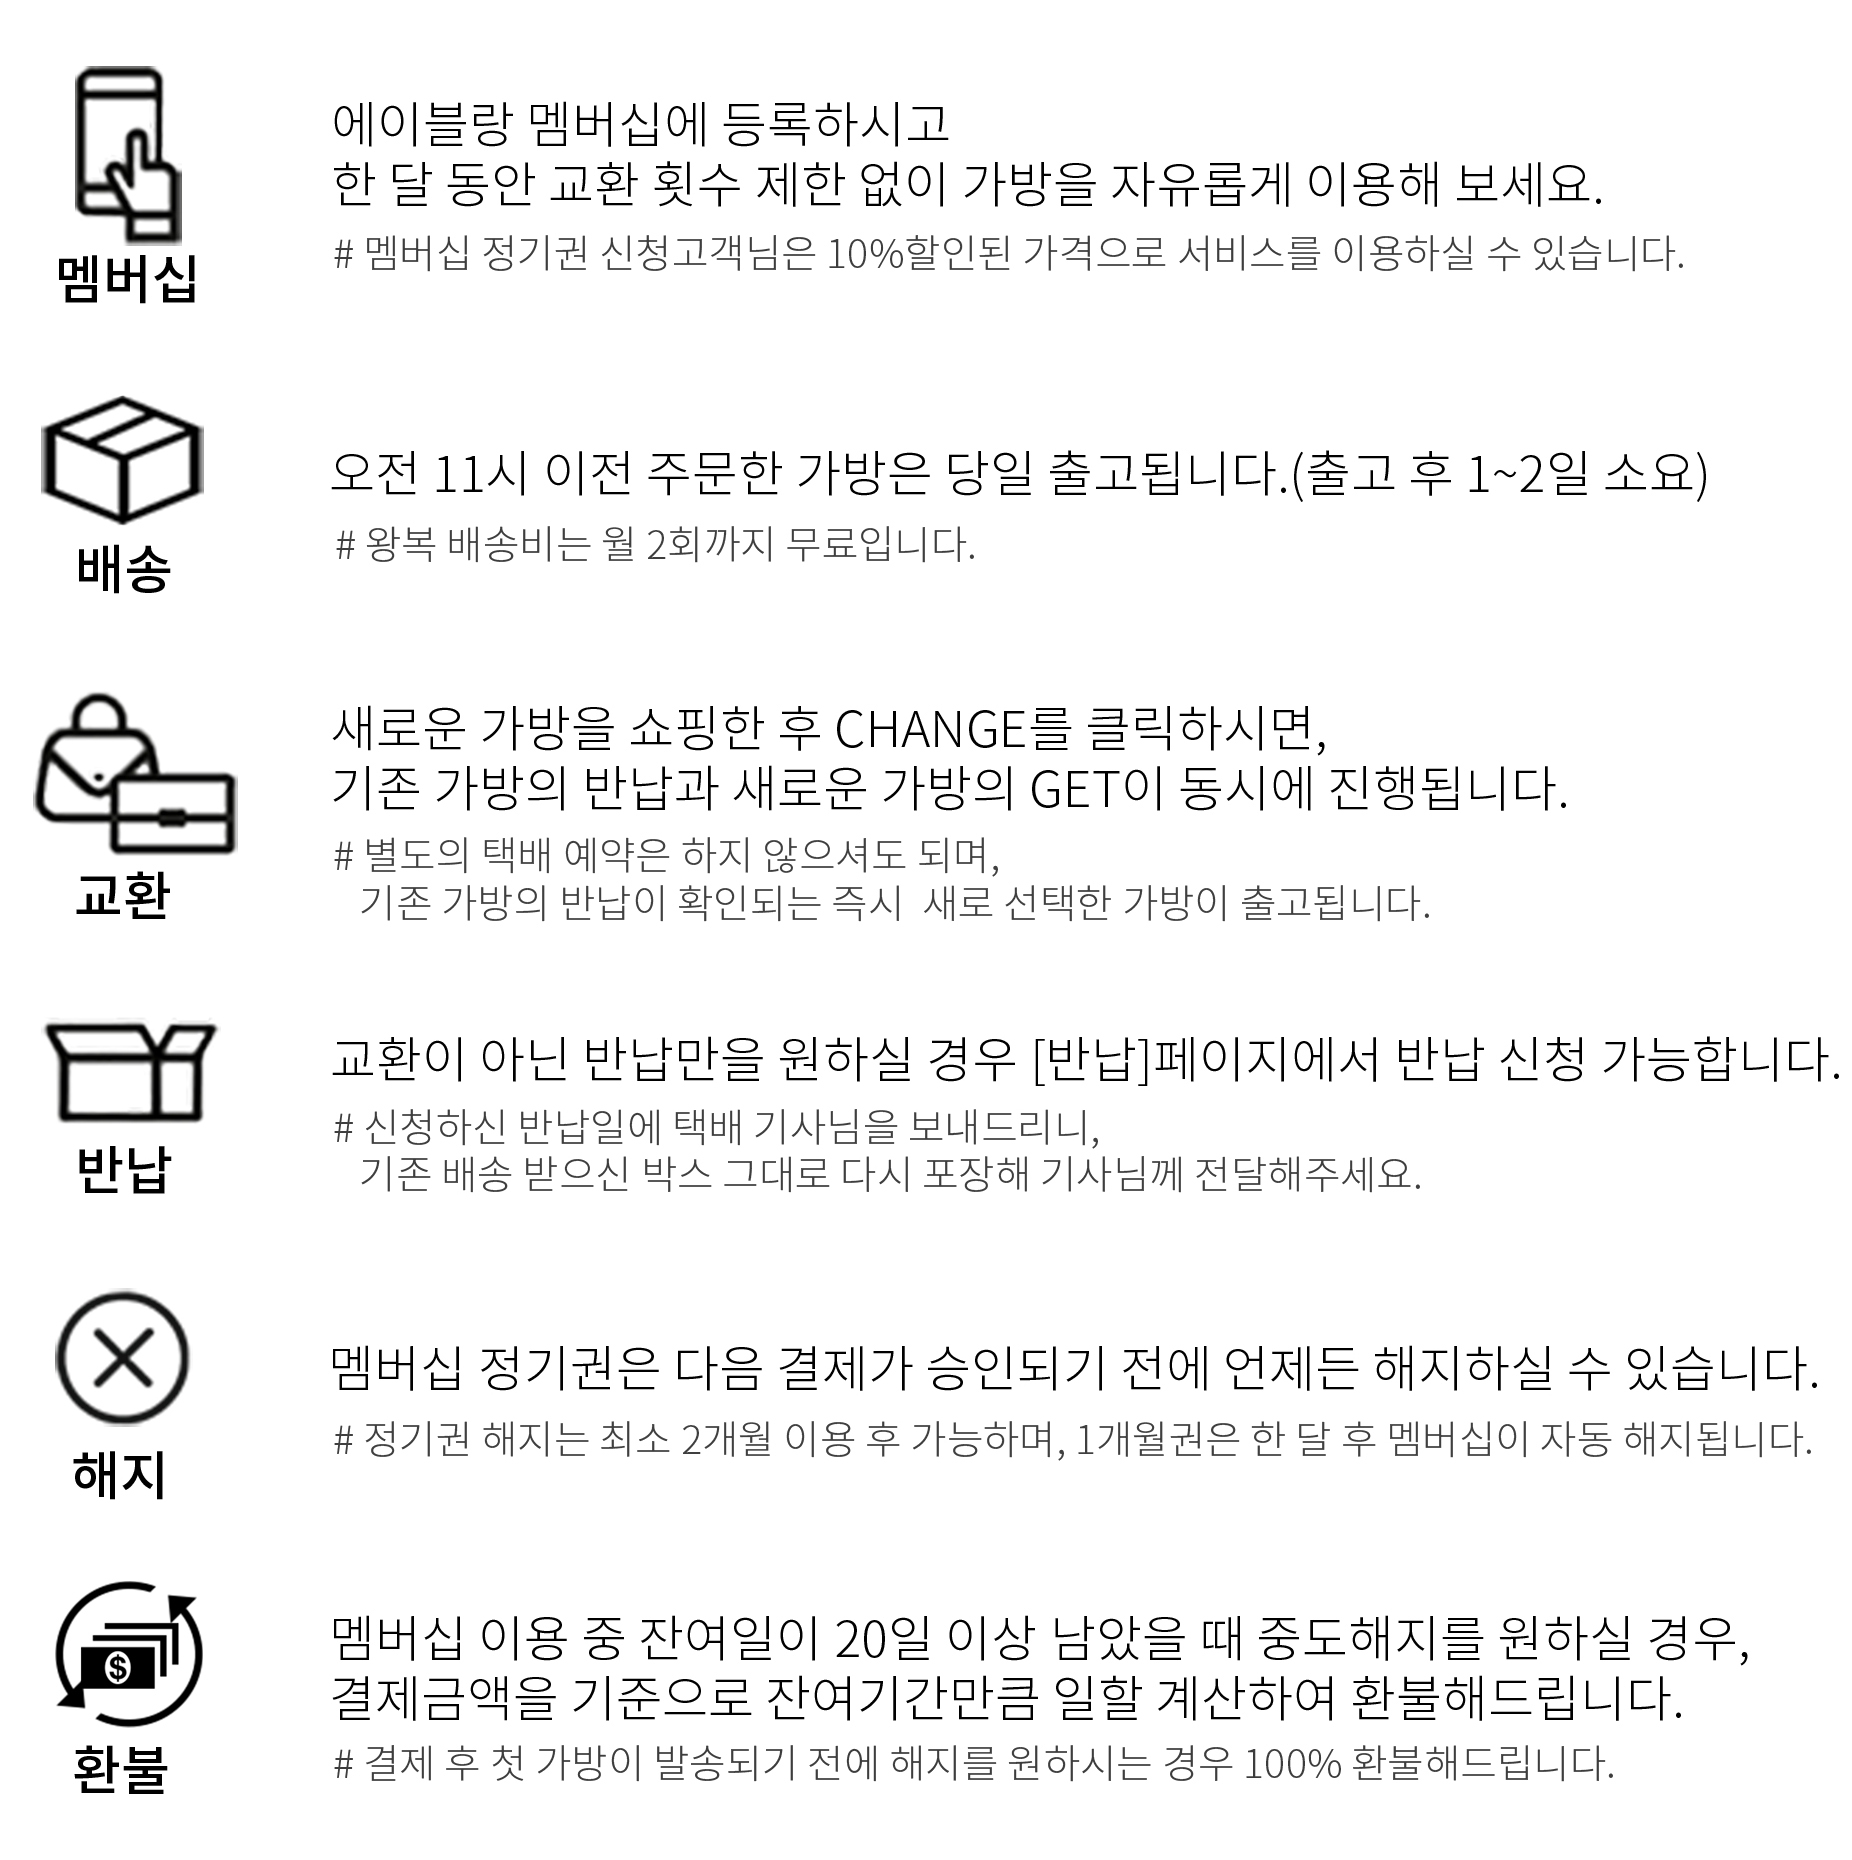 에이블랑 멤버십에 등록하시고
한 달 동안 교환 횟수 제한 없이 가방을 자유롭게 이용해 보세요.
# 멤버십 정기권 신청고객님은 10%할인된 가격으로 서비스를 이용하실 수 있습니다.
멤버십
오전 11시 이전 주문한 가방은 당일 출고됩니다.(출고 후 1~2일 소요)
# 왕복 배송비는 월 2회까지 무료입니다.
배송
새로운 가방을 쇼핑한 후 CHANGE를 클릭하시면,
기존 가방의 반납과 새로운 가방의 GET이 동시에 진행됩니다.
# 별도의 택배 예약은 하지 않으셔도 되며,
기존 가방의 반납이 확인되는 즉시 새로 선택한 가방이 출고됩니다.
교환
교환이 아닌 반납만을 원하실 경우 [반납]페이지에서 반납 신청 가능합니다.
# 신청하신 반납일에 택배 기사님을 보내드리니,
기존 배송 받으신 박스 그대로 다시 포장해 기사님께 전달해주세요.
반납
멤버십 정기권은 다음 결제가 승인되기 전에 언제든 해지하실 수 있습니다.
# 정기권 해지는 최소 2개월 이용 후 가능하며, 1개월권은 한 달 후 멤버십이 자동 해지됩니다.
해지
멤버십 이용 중 잔여일이 20일 이상 남았을 때 중도해지를 원하실 경우,
결제금액을 기준으로 잔여기간만큼 일할 계산하여 환불해드립니다.
$
# 결제 후 첫 가방이 발송되기 전에 해지를 원하시는 경우 100% 환불해드립니다.
환불